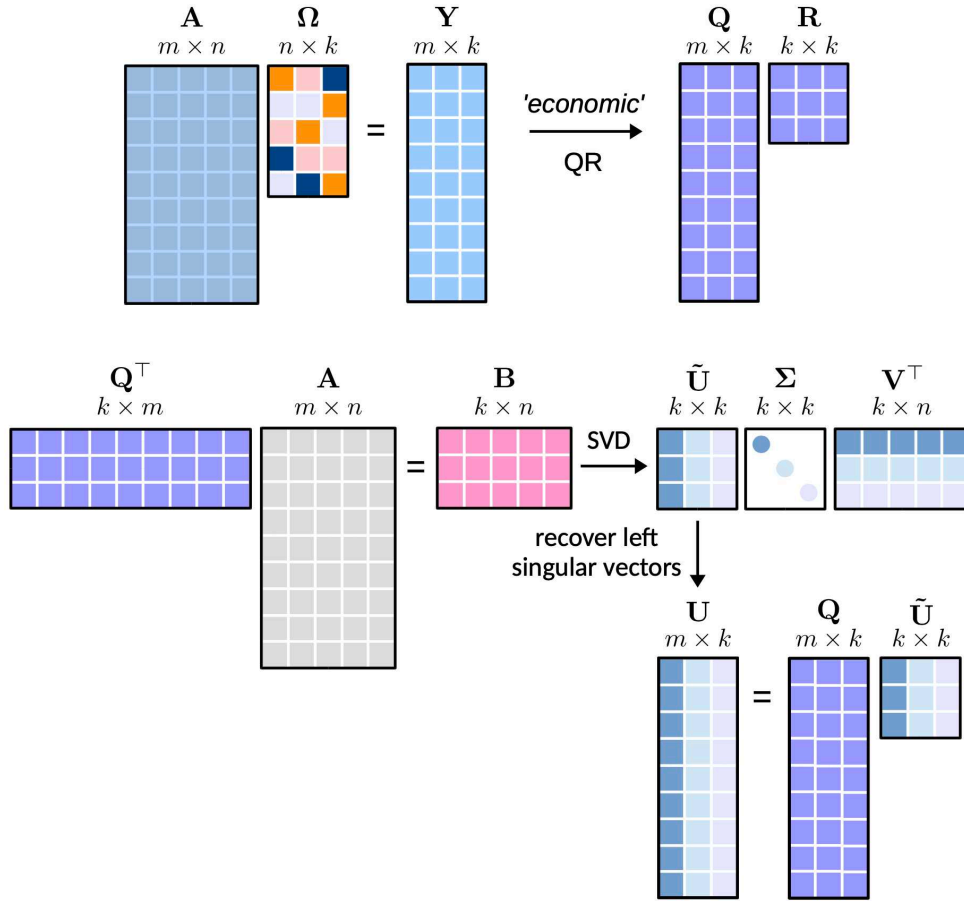 A Ω Y Q R
m × n n × k m × k m × k k × k
= 'economic'
QR
Q⊤ A B Ũ Σ V⊤
k × m m × n k × n k × k k × k k × n
= SVD
recover left
singular vectors
U Q Ũ
m × k m × k k × k
=